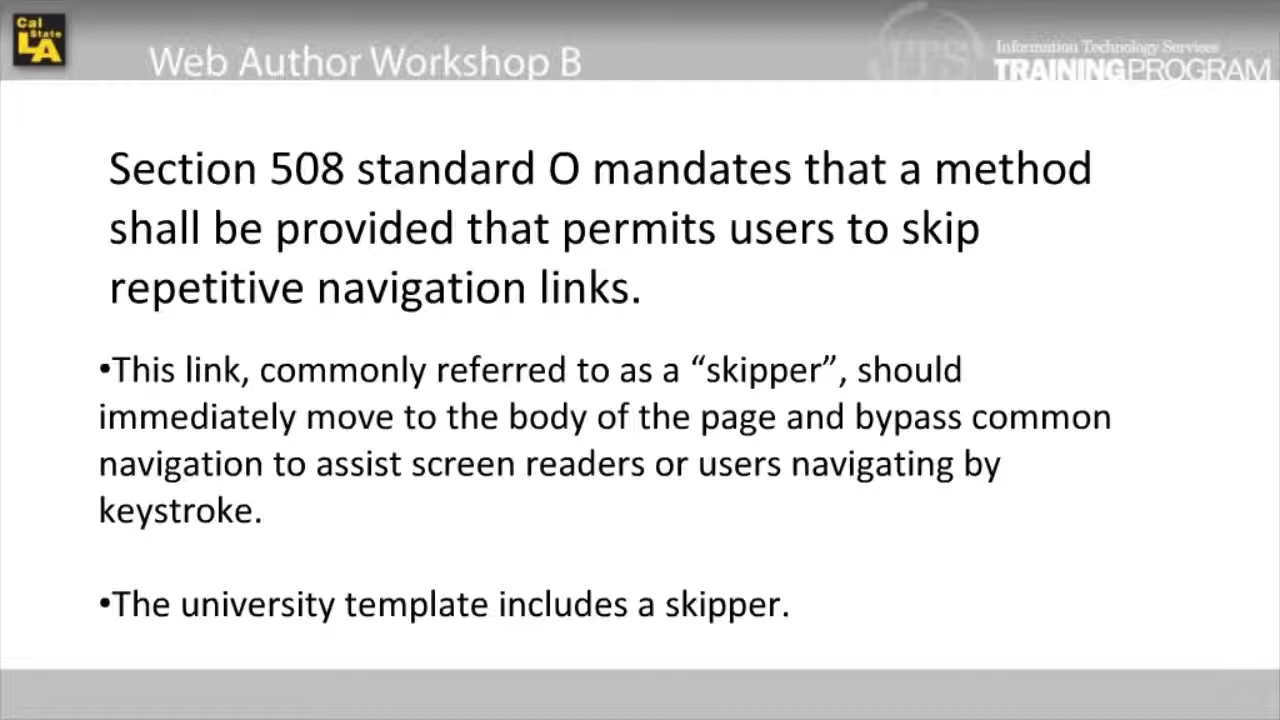 Cal
State
LA
Web Author Workshop B
ITS
Information Technology Services
TRAINING PROGRAM
Section 508 standard O mandates that a method
shall be provided that permits users to skip
repetitive navigation links.
•This link, commonly referred to as a “skipper”, should
immediately move to the body of the page and bypass common
navigation to assist screen readers or users navigating by
keystroke.
•The university template includes a skipper.